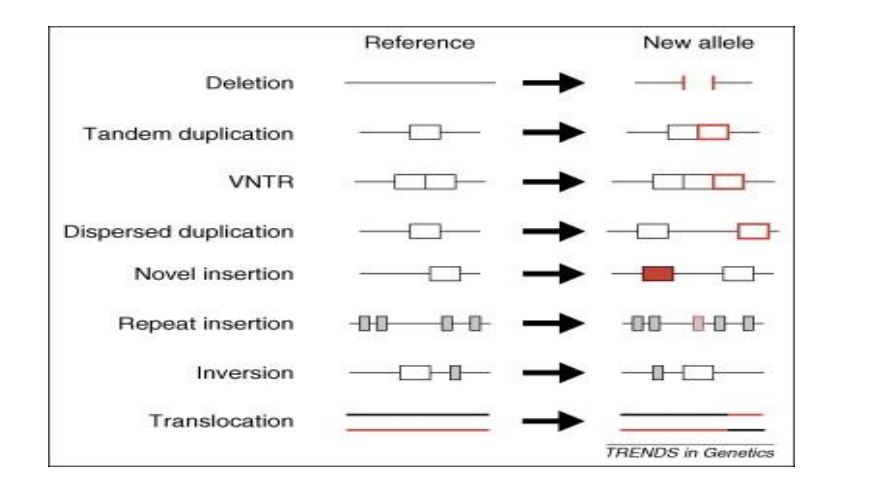 Reference New allele
Deletion
Tandem duplication
VNTR
Dispersed duplication
Novel insertion
Repeat insertion
Inversion
Translocation
TRENDS in Genetics